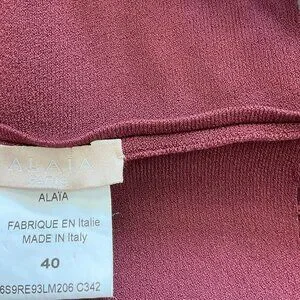 ALAÏA
PARIS
ALAÏA
FABRIQUE EN Italie
MADE IN Italy
40
6S9RE93LM206 C342